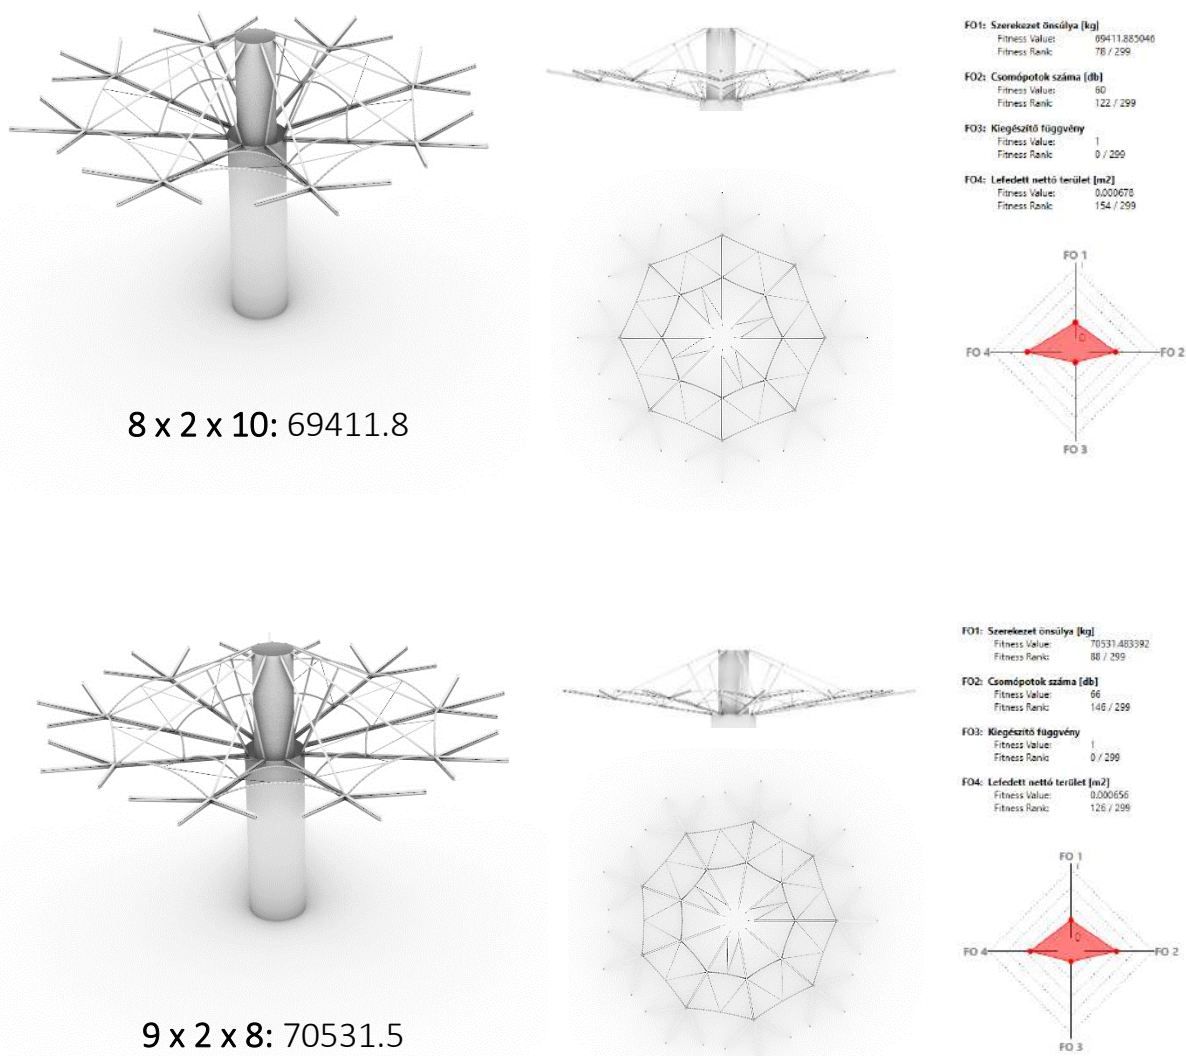 FO1: Szerekezet önsúlya [kg]
Fitness Value: 69411.885046
Fitness Rank: 78 / 299
FO2: Csomópotok száma [db]
Fitness Value: 60
Fitness Rank: 122 / 299
FO3: Kiegészítő függvény
Fitness Value: 1
Fitness Rank: 0 / 299
FO4: Lefedett nettó terület [m2]
Fitness Value: 0.000678
Fitness Rank: 154 / 299
FO 1
1
0
FO 4
FO 2
FO 3
8 x 2 x 10: 69411.8
FO1: Szerekezet önsúlya [kg]
Fitness Value: 70531.483392
Fitness Rank: 88 / 299
FO2: Csomópotok száma [db]
Fitness Value: 66
Fitness Rank: 146 / 299
FO3: Kiegészítő függvény
Fitness Value: 1
Fitness Rank: 0 / 299
FO4: Lefedett nettó terület [m2]
Fitness Value: 0.000656
Fitness Rank: 126 / 299
FO 1
1
0
FO 4
FO 2
FO 3
9 x 2 x 8: 70531.5